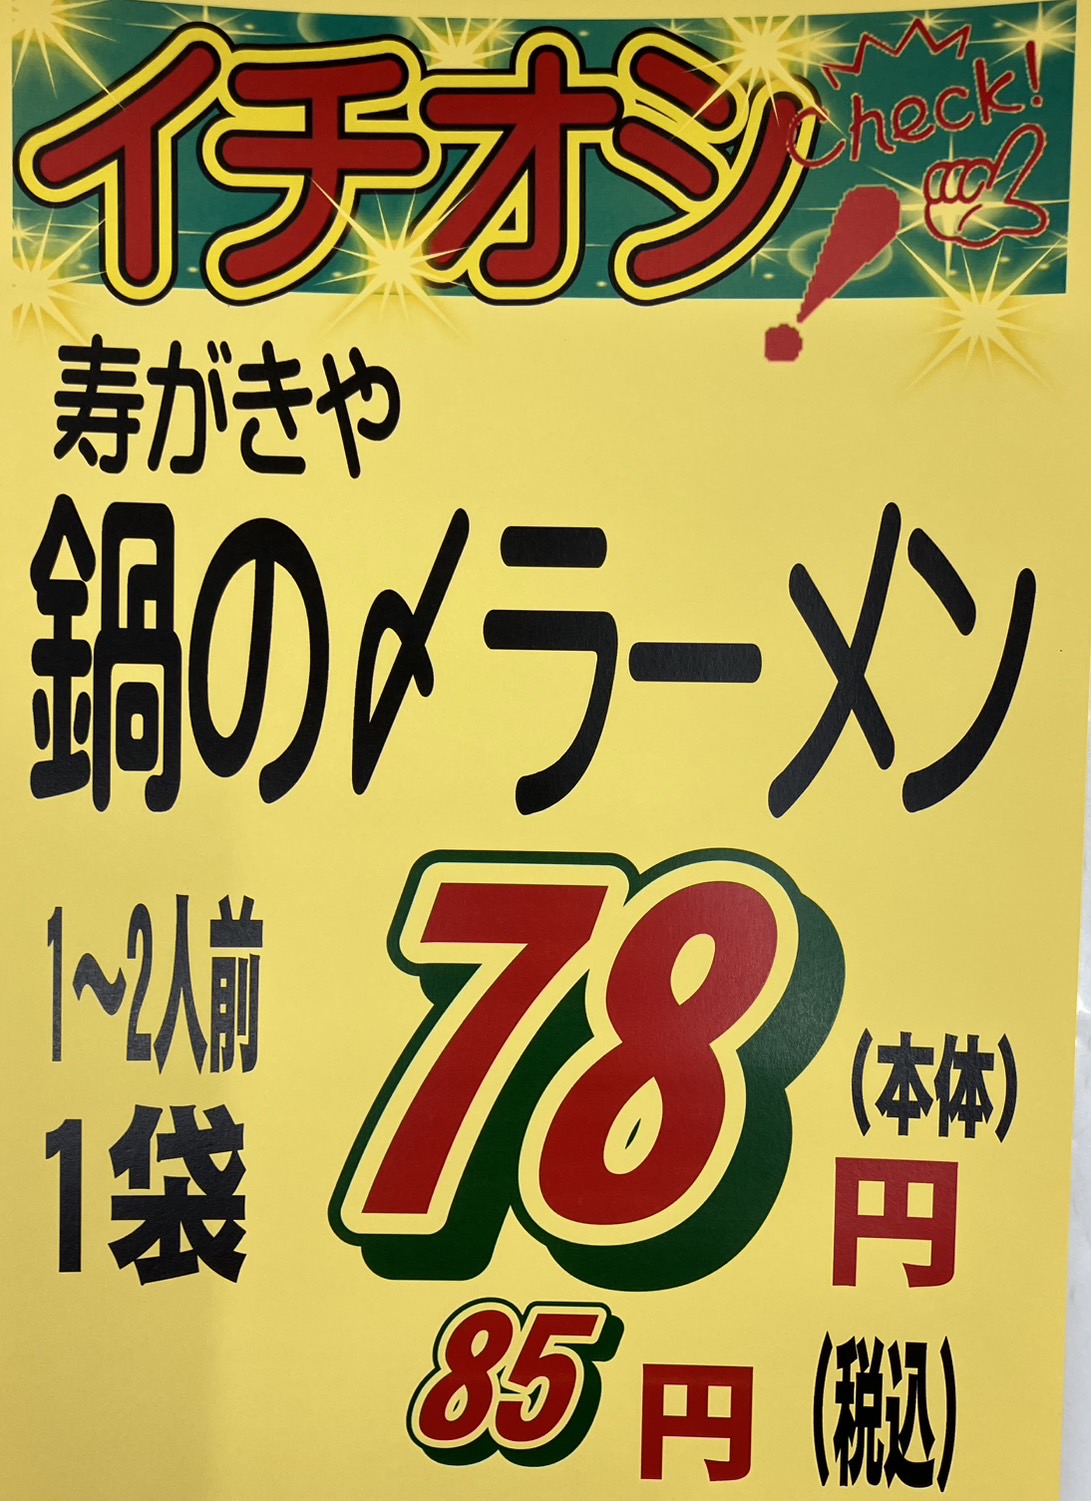 イチオシ
Check!
寿がきや
鍋の〆ラーメン
1～2人前
1袋
78
(本体)
円
85円(税込)